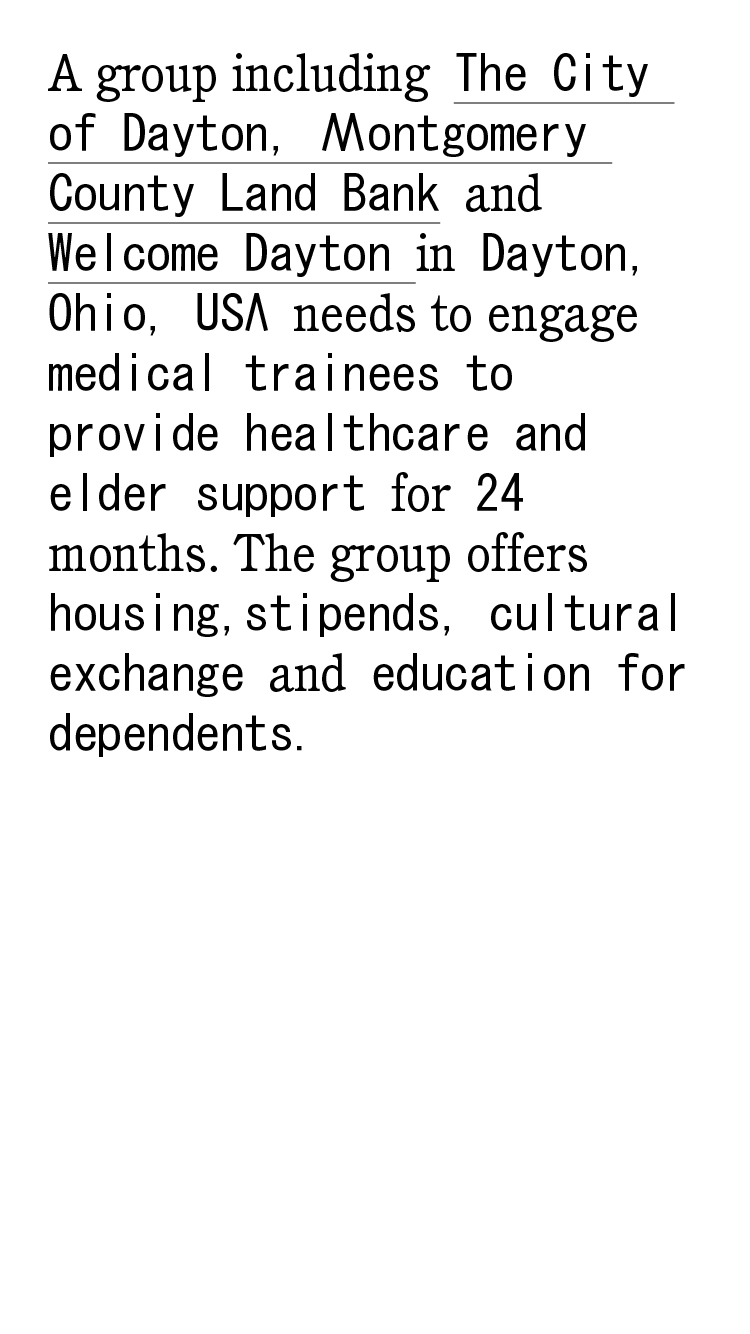 A group including The City
of Dayton, Montgomery
County Land Bank and
Welcome Dayton in Dayton,
Ohio, USA needs to engage
medical trainees to
provide healthcare and
elder support for 24
months. The group offers
housing,stipends, cultural
exchange and education for
dependents.